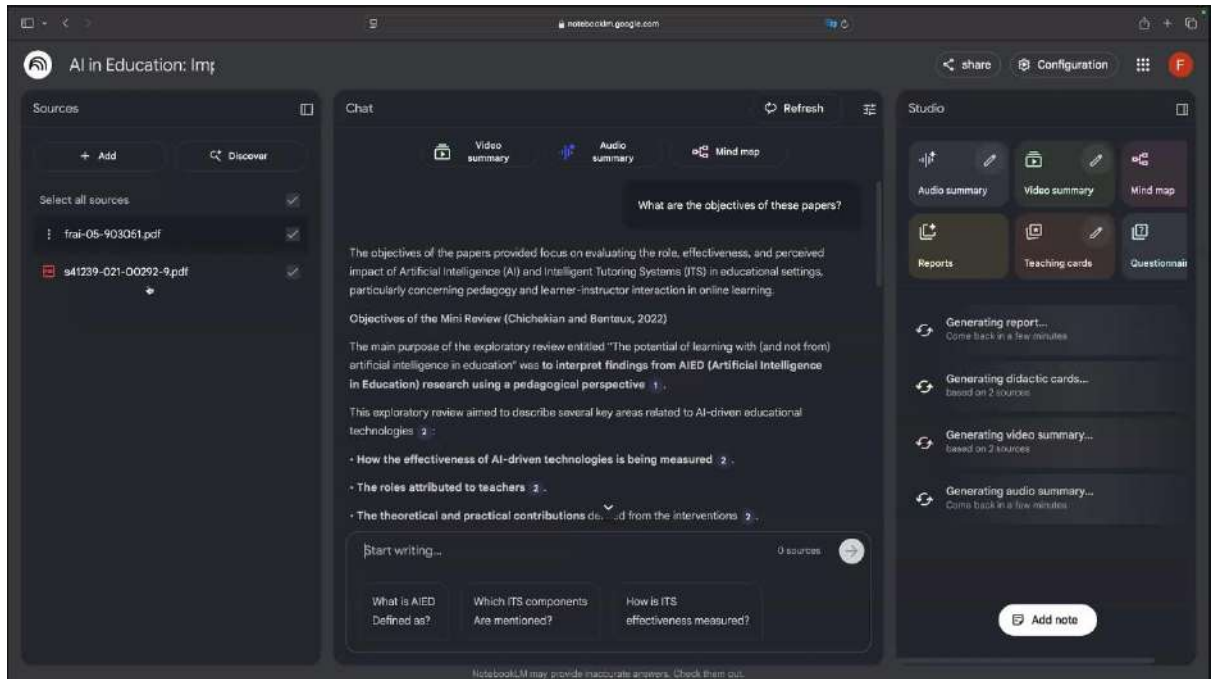 notebooklm.google.com
AI in Education: Imp
share
Configuration
F
Sources
+ Add
Discover
Select all sources
frai-05-903051.pdf
s41239-021-00292-9.pdf
Chat
Refresh
Video summary
Audio summary
Mind map
What are the objectives of these papers?
The objectives of the papers provided focus on evaluating the role, effectiveness, and perceived
impact of Artificial Intelligence (AI) and Intelligent Tutoring Systems (ITS) in educational settings,
particularly concerning pedagogy and learner-instructor interaction in online learning.
Objectives of the Mini Review (Chichekian and Benteux, 2022)
The main purpose of the exploratory review entitled "The potential of learning with (and not from)
artificial intelligence in education" was to interpret findings from AIED (Artificial Intelligence
in Education) research using a pedagogical perspective 1 .
This exploratory review aimed to describe several key areas related to AI-driven educational
technologies 2 :
• How the effectiveness of AI-driven technologies is being measured 2 .
• The roles attributed to teachers 2 .
• The theoretical and practical contributions de d from the interventions 2 .
Start writing...
0 sources
What is AIED
Defined as?
Which ITS components
Are mentioned?
How is ITS
effectiveness measured?
NotebookLM may provide inaccurate answers. Check them out.
Studio
Audio summary
Video summary
Mind map
Reports
Teaching cards
Questionnair
Generating report...
Come back in a few minutes
Generating didactic cards...
based on 2 sources
Generating video summary...
based on 2 sources
Generating audio summary...
Come back in a few minutes
Add note